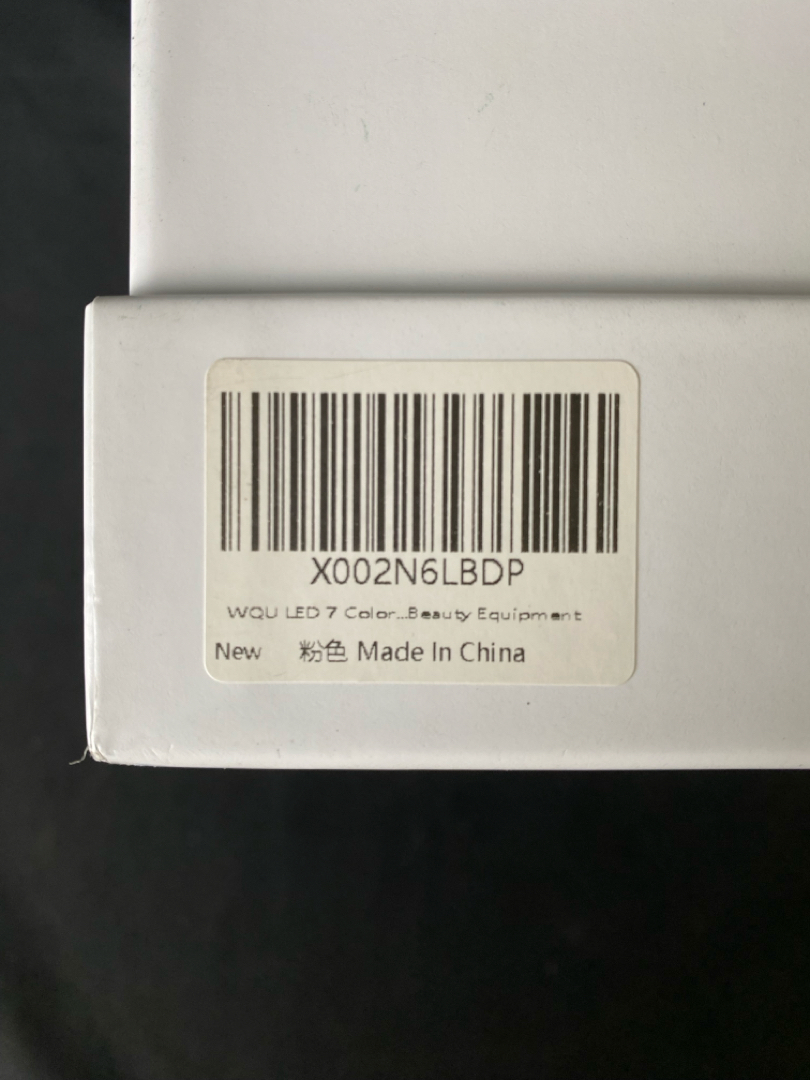 X002N6LBDP
WQU LED 7 Color...Beauty Equipment
New 粉色 Made In China